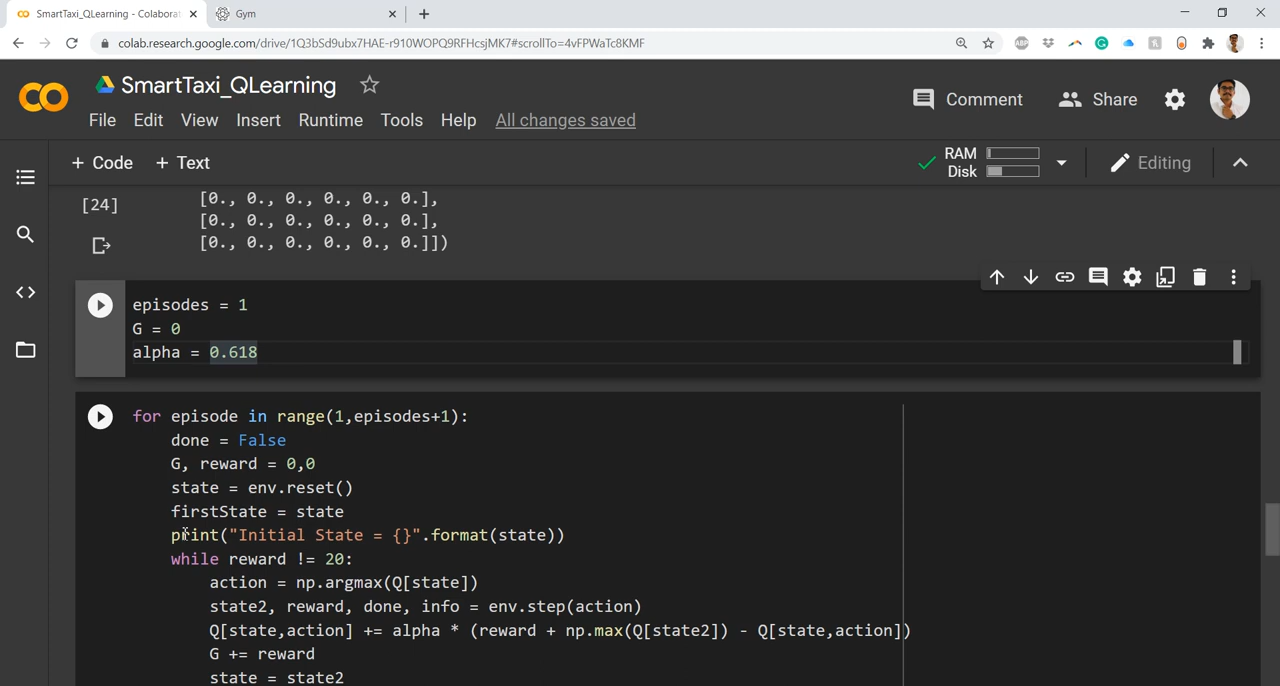 SmartTaxi_QLearning - Colaborat
Gym
colab.research.google.com/drive/1Q3bSd9ubx7HAE-r910WOPQ9RFHcsjMK7#scrollTo=4vFPWaTc8KMF
SmartTaxi_QLearning
Comment
Share
File Edit View Insert Runtime Tools Help All changes saved
+ Code + Text
RAM
Disk
Editing
[24]
[0., 0., 0., 0., 0., 0.],
[0., 0., 0., 0., 0., 0.],
[0., 0., 0., 0., 0., 0.]])
episodes = 1
G = 0
alpha = 0.618
for episode in range(1,episodes+1):
done = False
G, reward = 0,0
state = env.reset()
firstState = state
print("Initial State = {}".format(state))
while reward != 20:
action = np.argmax(Q[state])
state2, reward, done, info = env.step(action)
Q[state,action] += alpha * (reward + np.max(Q[state2]) - Q[state,action])
G += reward
state = state2